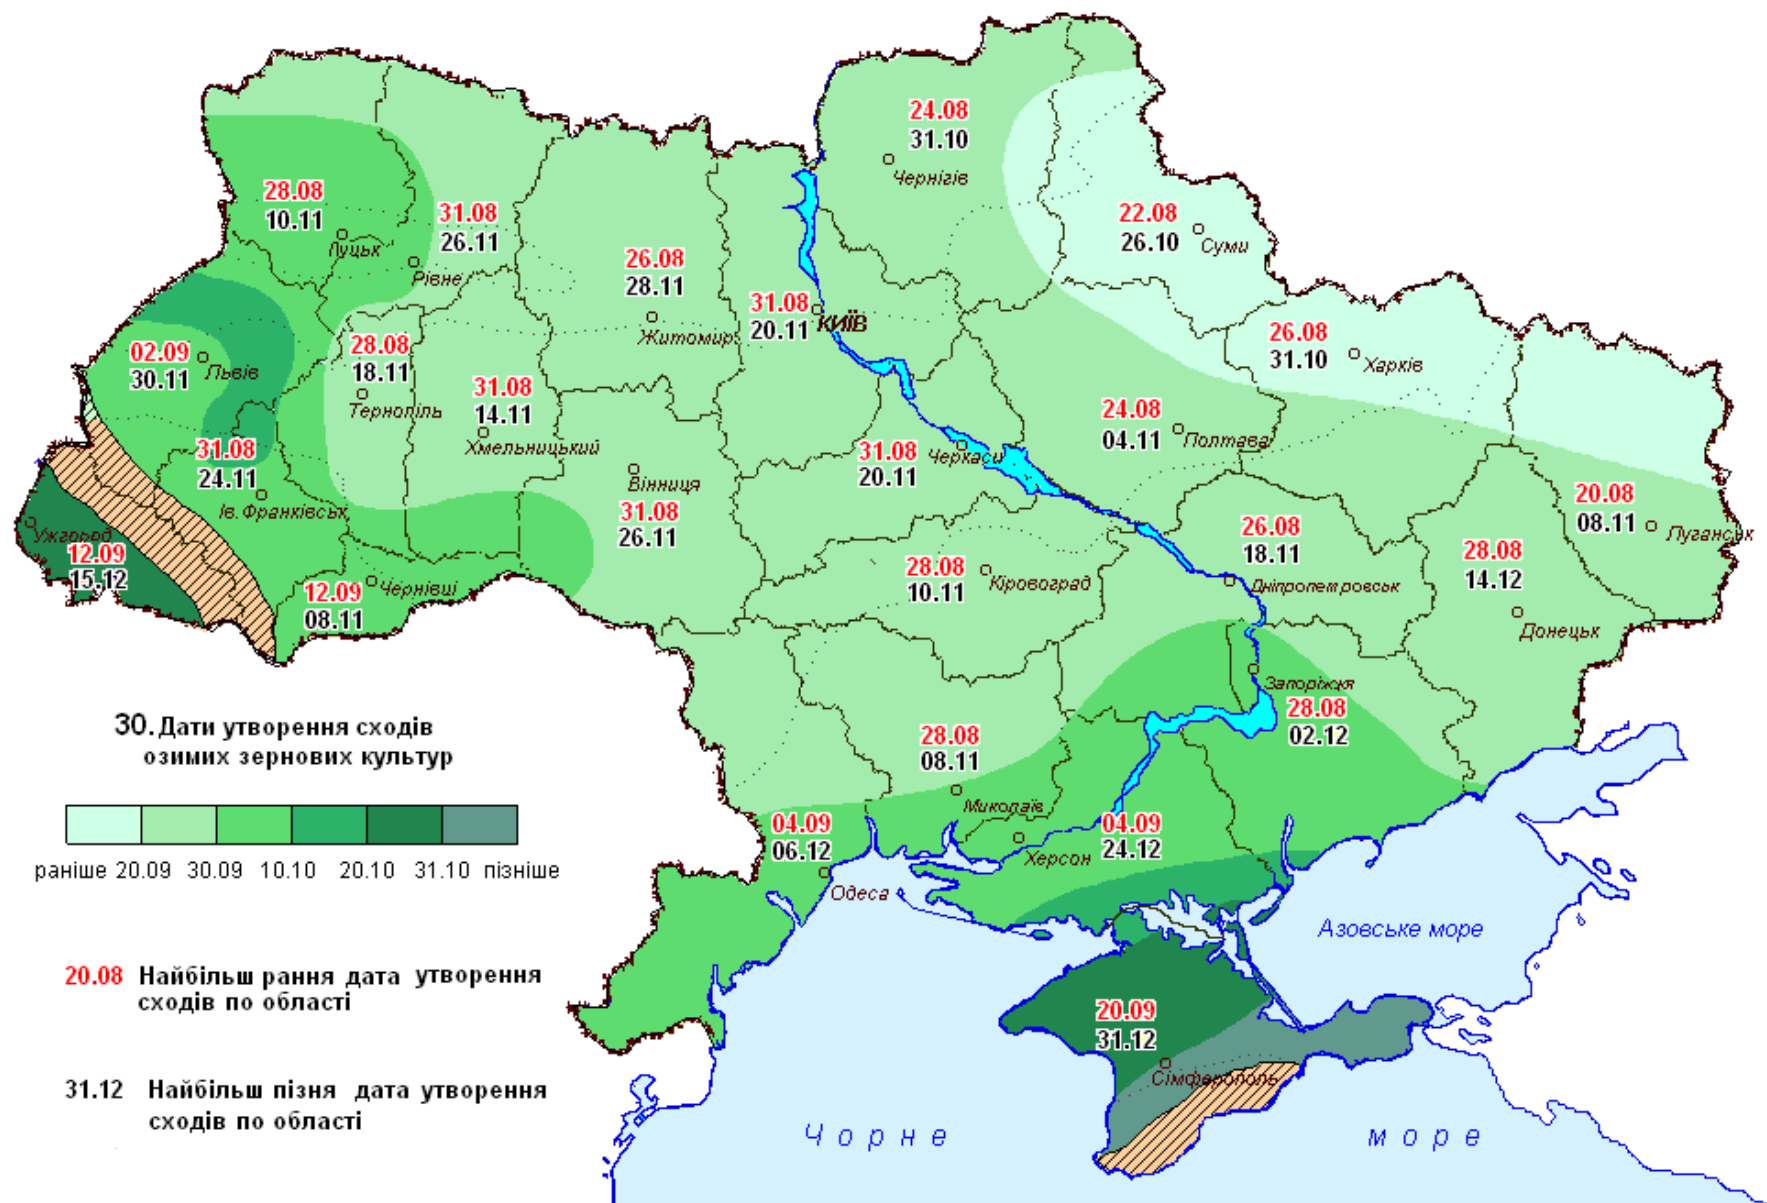 24.08
31.10
Чернігів
28.08
10.11
Луцьк
31.08
26.11
Рівне
22.08
26.10
Суми
26.08
28.11
Житомир
31.08
20.11
КИЇВ
02.09
30.11
Львів
28.08
18.11
Тернопіль
31.08
14.11
Хмельницький
26.08
31.10
Харків
24.08
04.11
Полтава
31.08
24.11
Ів.Франківськ
Вінниця
31.08
26.11
31.08
20.11
Черкаси
20.08
08.11
Луганськ
Ужгород
12.09
15.12
12.09
08.11
Чернівці
28.08
10.11
Кіровоград
26.08
18.11
Дніпропетровськ
28.08
14.12
Донецьк
Запоріжжя
28.08
02.12
28.08
08.11
Миколаїв
04.09
06.12
Одеса
04.09
24.12
Херсон
20.09
31.12
Сімферополь
Азовське море
Чорне море
30. Дати утворення сходів
озимих зернових культур
раніше 20.09 30.09 10.10 20.10 31.10 пізніше
20.08 Найбільш рання дата утворення
сходів по області
31.12 Найбільш пізня дата утворення
сходів по області